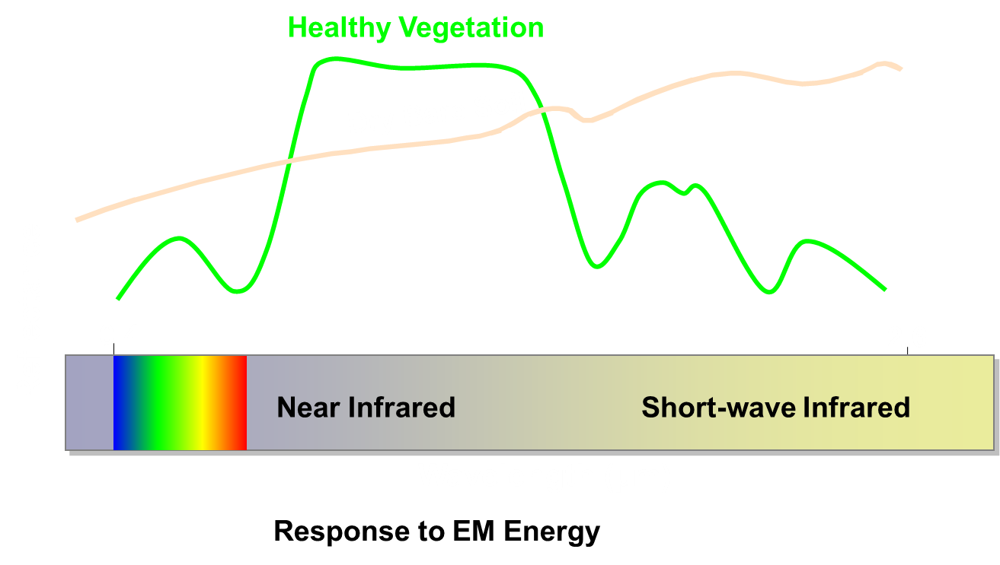 Healthy Vegetation
Near Infrared
Short-wave Infrared
Response to EM Energy